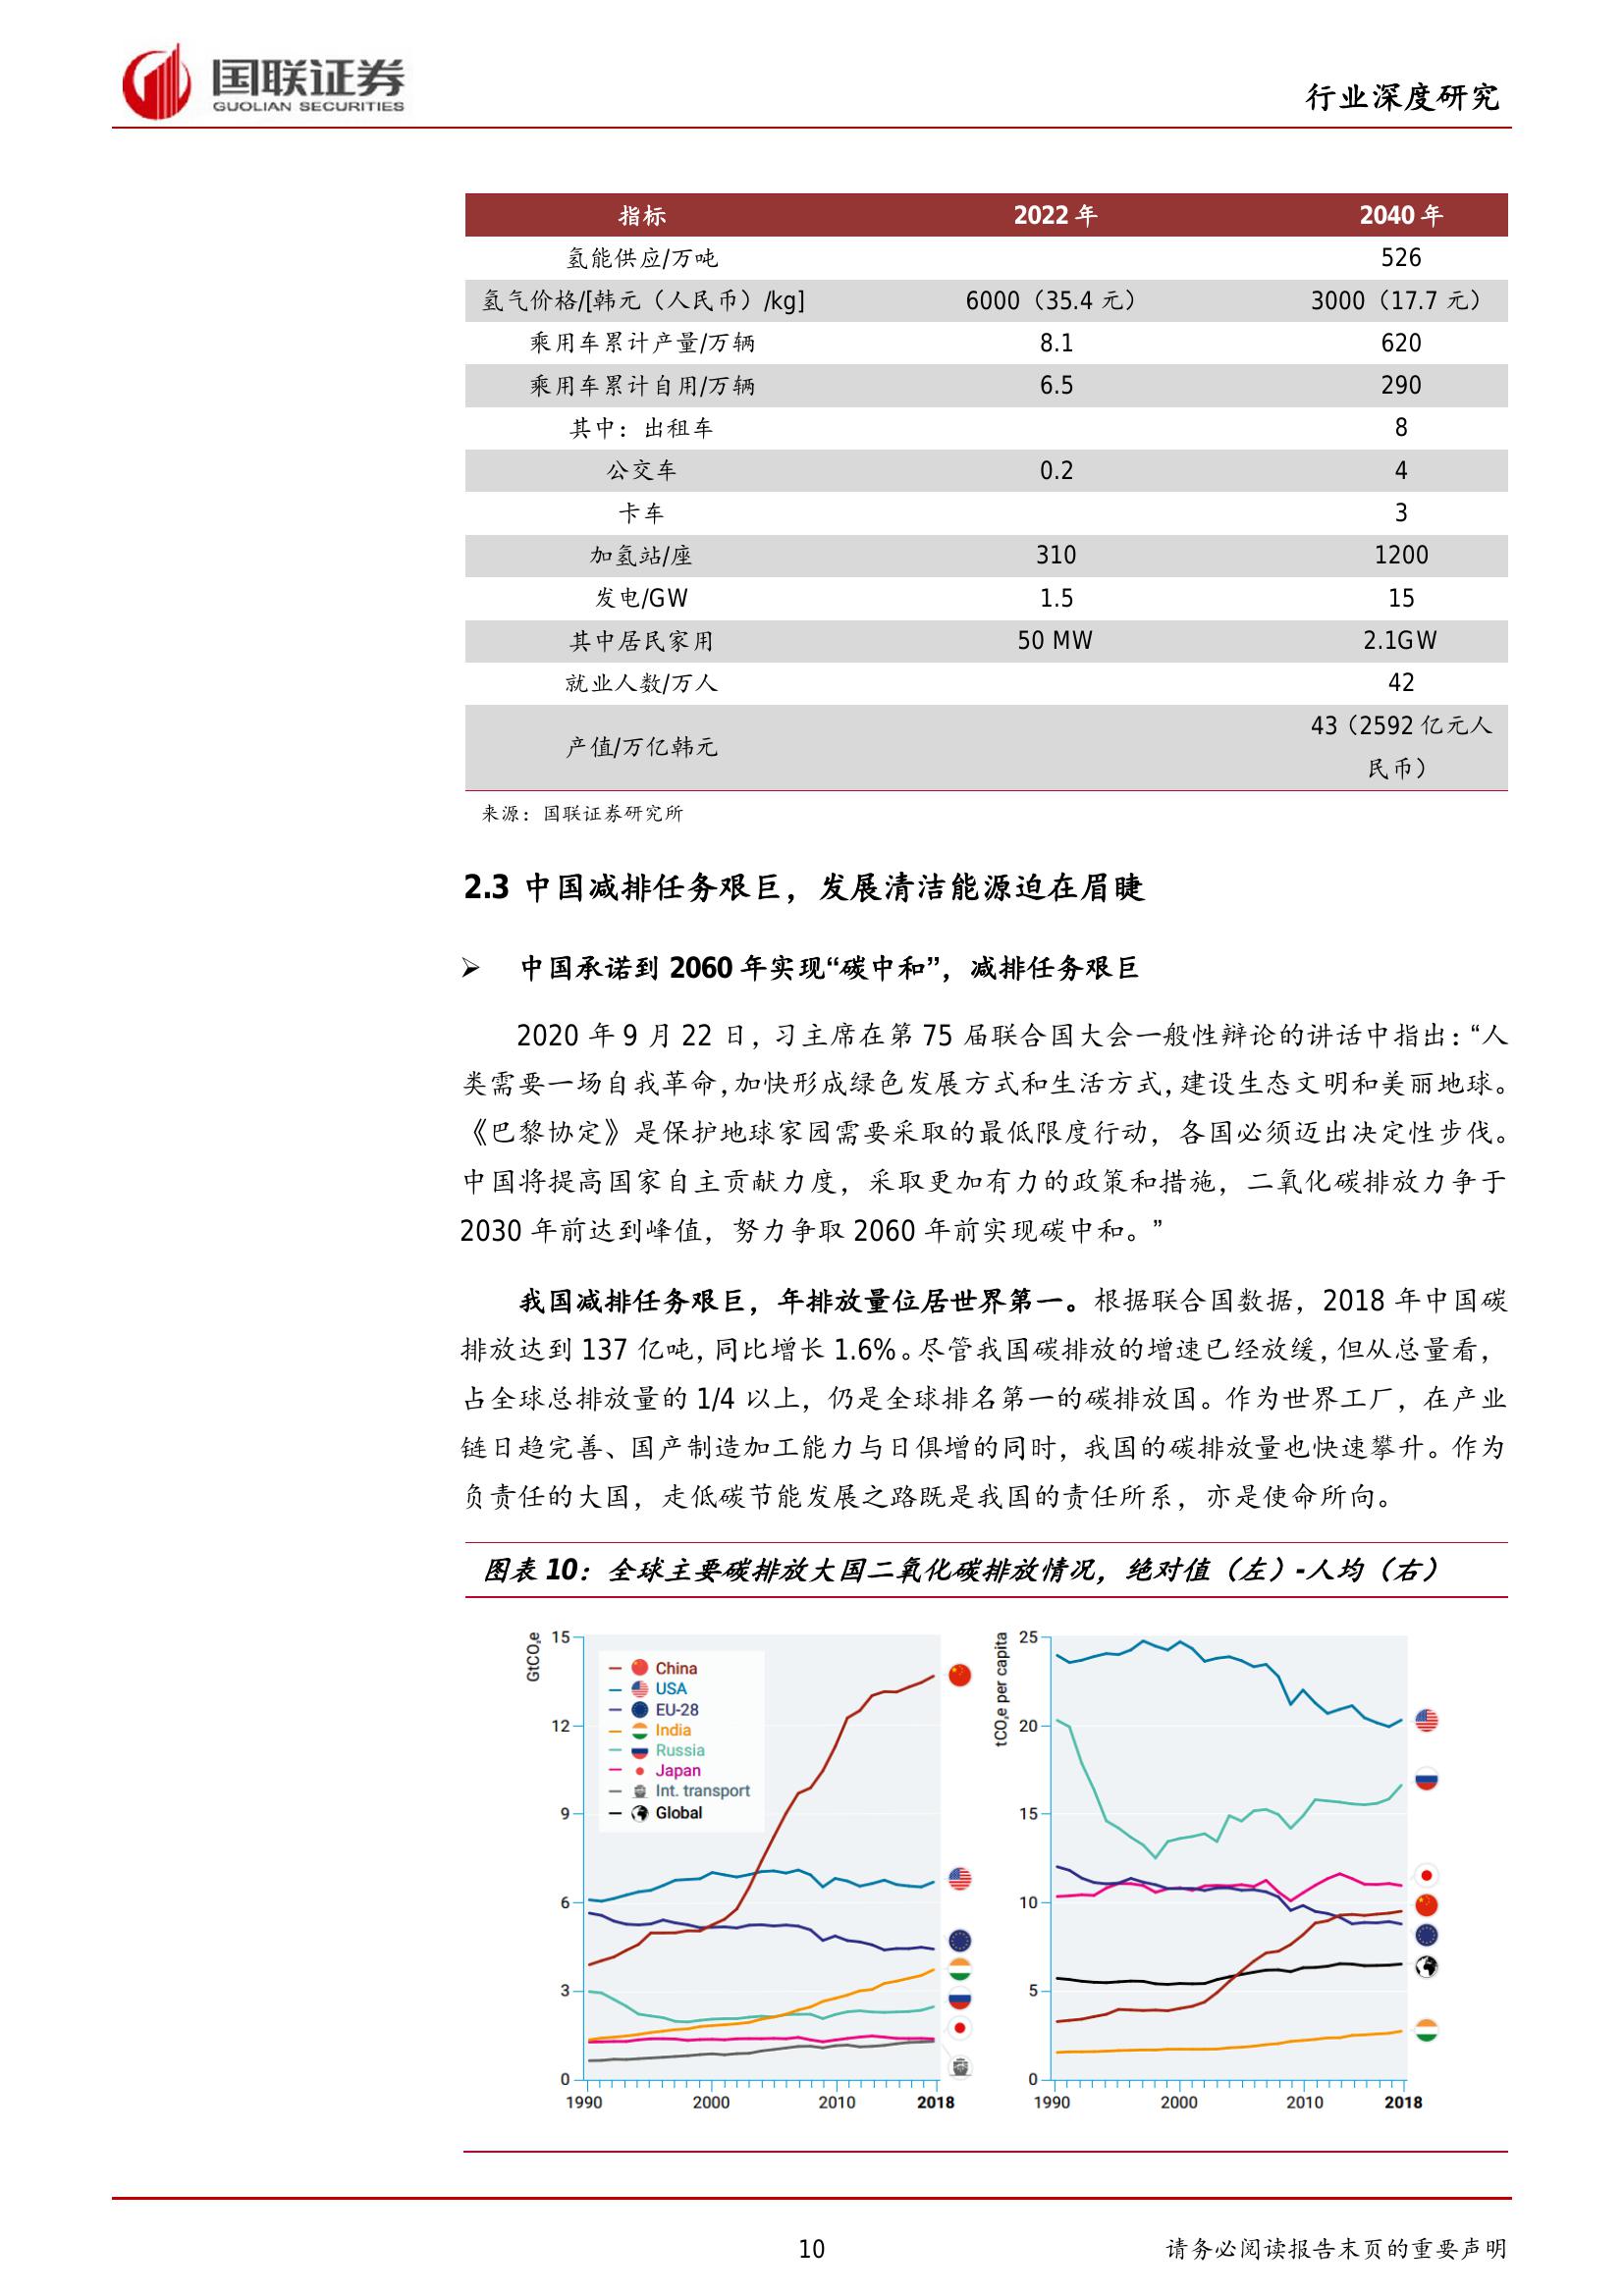 国联证券
GUOLIAN SECURITIES
行业深度研究
指标 2022 年 2040 年
氢能供应/万吨 526
氢气价格/[韩元（人民币）/kg] 6000（35.4 元） 3000（17.7 元）
乘用车累计产量/万辆 8.1 620
乘用车累计自用/万辆 6.5 290
其中：出租车 8
公交车 0.2 4
卡车 3
加氢站/座 310 1200
发电/GW 1.5 15
其中居民家用 50 MW 2.1GW
就业人数/万人 42
产值/万亿韩元 43（2592 亿元人
民币）
来源：国联证券研究所
2.3 中国减排任务艰巨，发展清洁能源迫在眉睫
➢ 中国承诺到 2060 年实现“碳中和”，减排任务艰巨
2020 年 9 月 22 日，习主席在第 75 届联合国大会一般性辩论的讲话中指出：“人
类需要一场自我革命，加快形成绿色发展方式和生活方式，建设生态文明和美丽地球。
《巴黎协定》是保护地球家园需要采取的最低限度行动，各国必须迈出决定性步伐。
中国将提高国家自主贡献力度，采取更加有力的政策和措施，二氧化碳排放力争于
2030 年前达到峰值，努力争取 2060 年前实现碳中和。”
我国减排任务艰巨，年排放量位居世界第一。根据联合国数据，2018 年中国碳
排放达到 137 亿吨，同比增长 1.6%。尽管我国碳排放的增速已经放缓，但从总量看，
占全球总排放量的 1/4 以上，仍是全球排名第一的碳排放国。作为世界工厂，在产业
链日趋完善、国产制造加工能力与日俱增的同时，我国的碳排放量也快速攀升。作为
负责任的大国，走低碳节能发展之路既是我国的责任所系，亦是使命所向。
图表 10：全球主要碳排放大国二氧化碳排放情况，绝对值（左）-人均（右）
GtCO₂e
15
12
9
6
3
0
China
USA
EU-28
India
Russia
Japan
Int. transport
Global
1990 2000 2010 2018
tCO₂e per capita
25
20
15
10
5
0
1990 2000 2010 2018
10
请务必阅读报告末页的重要声明